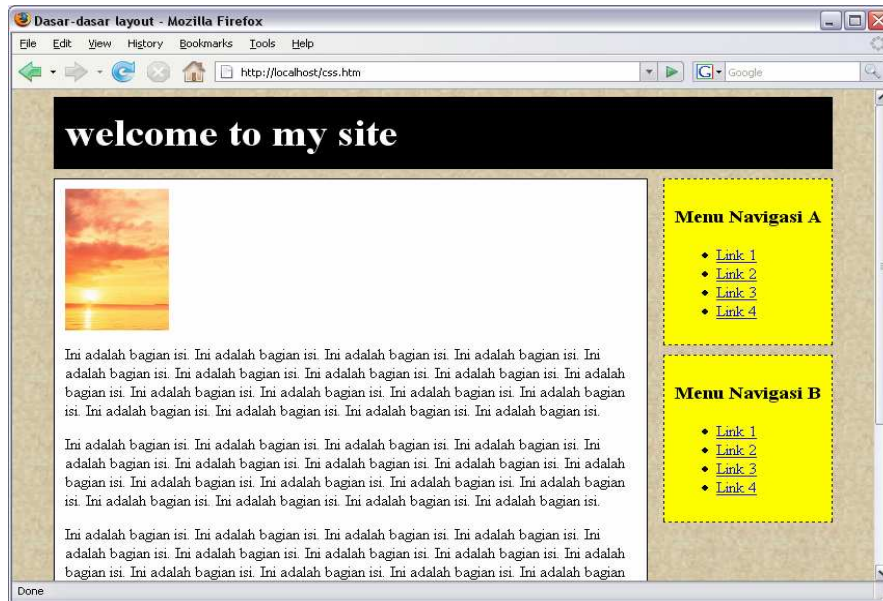 Dasar-dasar layout - Mozilla Firefox
File Edit View History Bookmarks Tools Help
http://localhost/css.htm
G Google
welcome to my site
Ini adalah bagian isi. Ini adalah bagian isi. Ini adalah bagian isi. Ini adalah bagian isi. Ini
adalah bagian isi. Ini adalah bagian isi. Ini adalah bagian isi. Ini adalah bagian isi. Ini adalah
bagian isi. Ini adalah bagian isi. Ini adalah bagian isi. Ini adalah bagian isi. Ini adalah bagian
isi. Ini adalah bagian isi. Ini adalah bagian isi. Ini adalah bagian isi. Ini adalah bagian isi.
Ini adalah bagian isi. Ini adalah bagian isi. Ini adalah bagian isi. Ini adalah bagian isi. Ini
adalah bagian isi. Ini adalah bagian isi. Ini adalah bagian isi. Ini adalah bagian isi. Ini adalah
bagian isi. Ini adalah bagian isi. Ini adalah bagian isi. Ini adalah bagian isi. Ini adalah bagian
isi. Ini adalah bagian isi. Ini adalah bagian isi. Ini adalah bagian isi. Ini adalah bagian isi.
Ini adalah bagian isi. Ini adalah bagian isi. Ini adalah bagian isi. Ini adalah bagian isi. Ini
adalah bagian isi. Ini adalah bagian isi. Ini adalah bagian isi. Ini adalah bagian isi. Ini adalah
bagian isi. Ini adalah bagian isi. Ini adalah bagian isi. Ini adalah bagian isi. Ini adalah bagian
Menu Navigasi A
Link 1
Link 2
Link 3
Link 4
Menu Navigasi B
Link 1
Link 2
Link 3
Link 4
Done